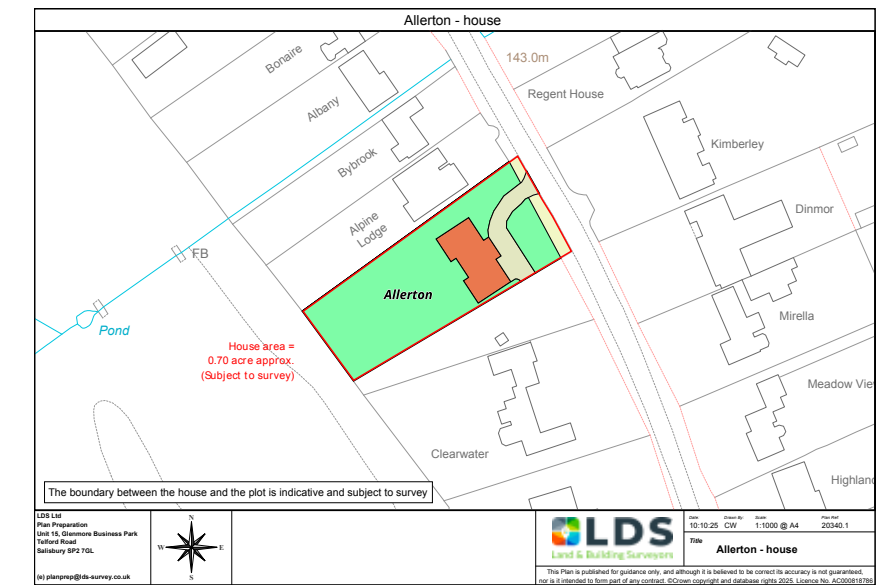 Allerton - house
143.0m
Bonaire
Regent House
Albany
Kimberley
Bybrook
Dinmor
Alpine
Lodge
FB
Allerton
Mirella
Pond
House area =
0.70 acre approx.
(Subject to survey)
Meadow Vie
Clearwater
Highlan
The boundary between the house and the plot is indicative and subject to survey
LDS Ltd
Plan Preparation
Unit 15, Glenmore Business Park
Telford Road
Salisbury SP2 7GL
(e) planprep@lds-survey.co.uk
N
W E
S
LDS
Land & Building Surveyors
Date: Drawn By: Scale: Plan Ref:
10:10:25 CW 1:1000 @ A4 20340.1
Title
Allerton - house
This Plan is published for guidance only, and although it is believed to be correct its accuracy is not guaranteed,
nor is it intended to form part of any contract. ©Crown copyright and database rights 2025. Licence No. AC000818786